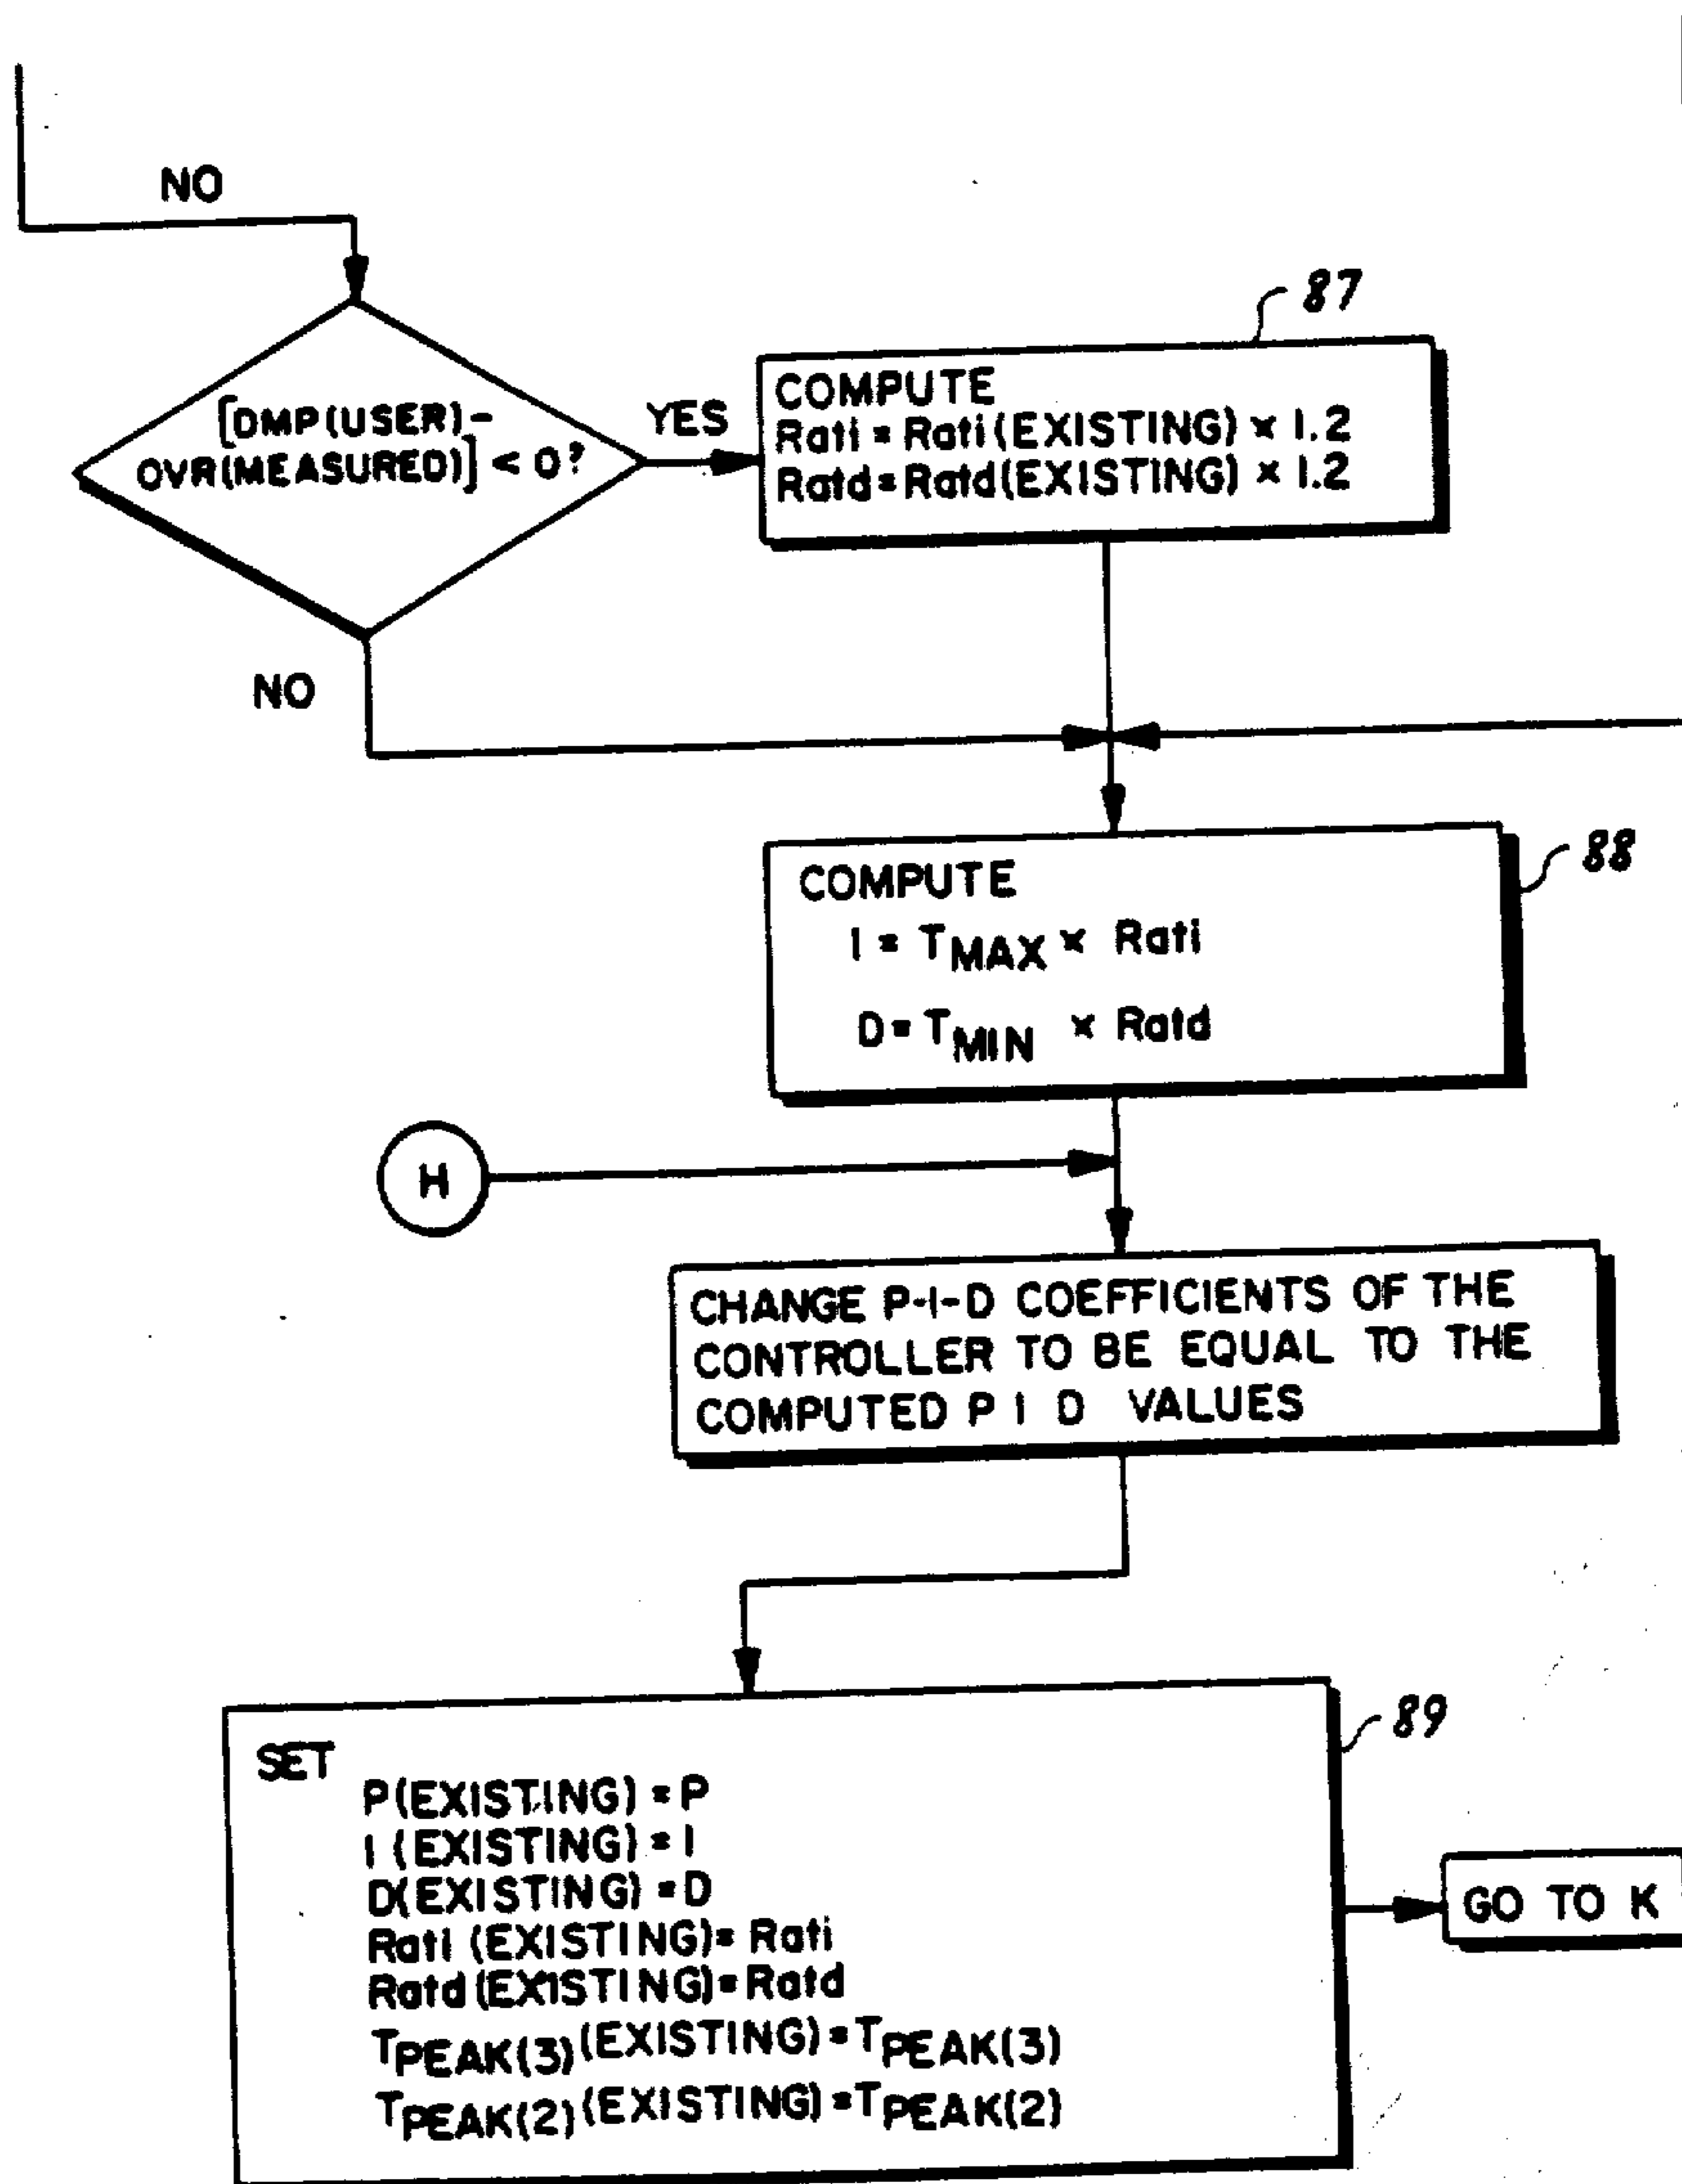 NO
87
[DMP(USER)-
OVR(MEASURED)] < 0?
YES
COMPUTE
Rati = Rati (EXISTING) x 1.2
Ratd = Ratd (EXISTING) x 1.2
NO
88
COMPUTE
I = TMAX x Rati
D = TMIN x Ratd
H
CHANGE P-I-D COEFFICIENTS OF THE
CONTROLLER TO BE EQUAL TO THE
COMPUTED P I D VALUES
89
SET
P(EXISTING) = P
I (EXISTING) = I
D(EXISTING) = D
Rati (EXISTING) = Rati
Ratd (EXISTING) = Ratd
TPEAK(3) (EXISTING) = TPEAK(3)
TPEAK(2) (EXISTING) = TPEAK(2)
GO TO K